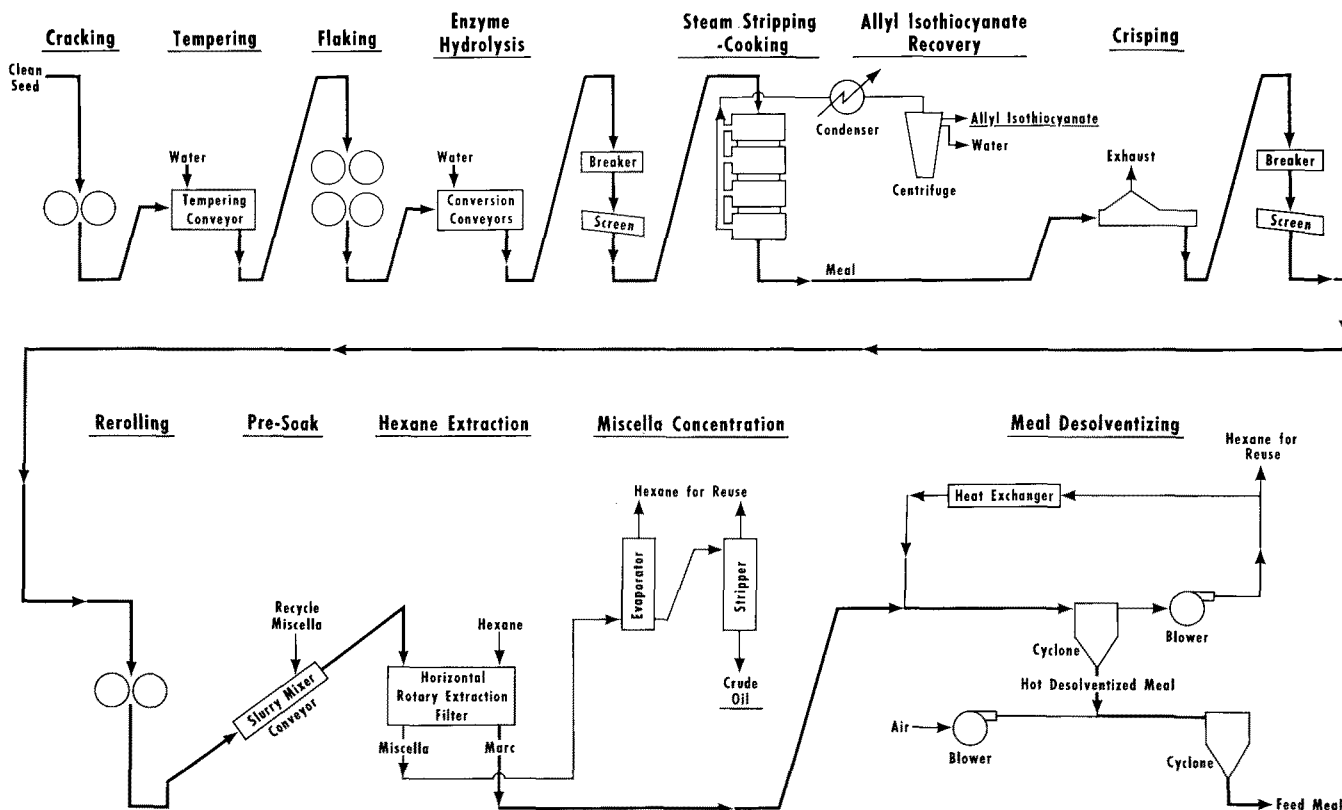 Cracking
Tempering
Flaking
Enzyme
Hydrolysis
Steam Stripping
-Cooking
Allyl Isothiocyanate
Recovery
Crisping
Clean
Seed
Water
Tempering
Conveyor
Water
Conversion
Conveyors
Breaker
Screen
Condenser
Allyl Isothiocyanate
Water
Centrifuge
Meal
Exhaust
Breaker
Screen
Rerolling
Pre-Soak
Hexane Extraction
Miscella Concentration
Meal Desolventizing
Recycle
Miscella
Slurry Mixer
Conveyor
Hexane
Horizontal
Rotary Extraction
Filter
Miscella
Marc
Hexane for Reuse
Evaporator
Stripper
Crude
Oil
Hexane for
Reuse
Heat Exchanger
Cyclone
Blower
Hot Desolventized Meal
Air
Blower
Cyclone
Feed Meal